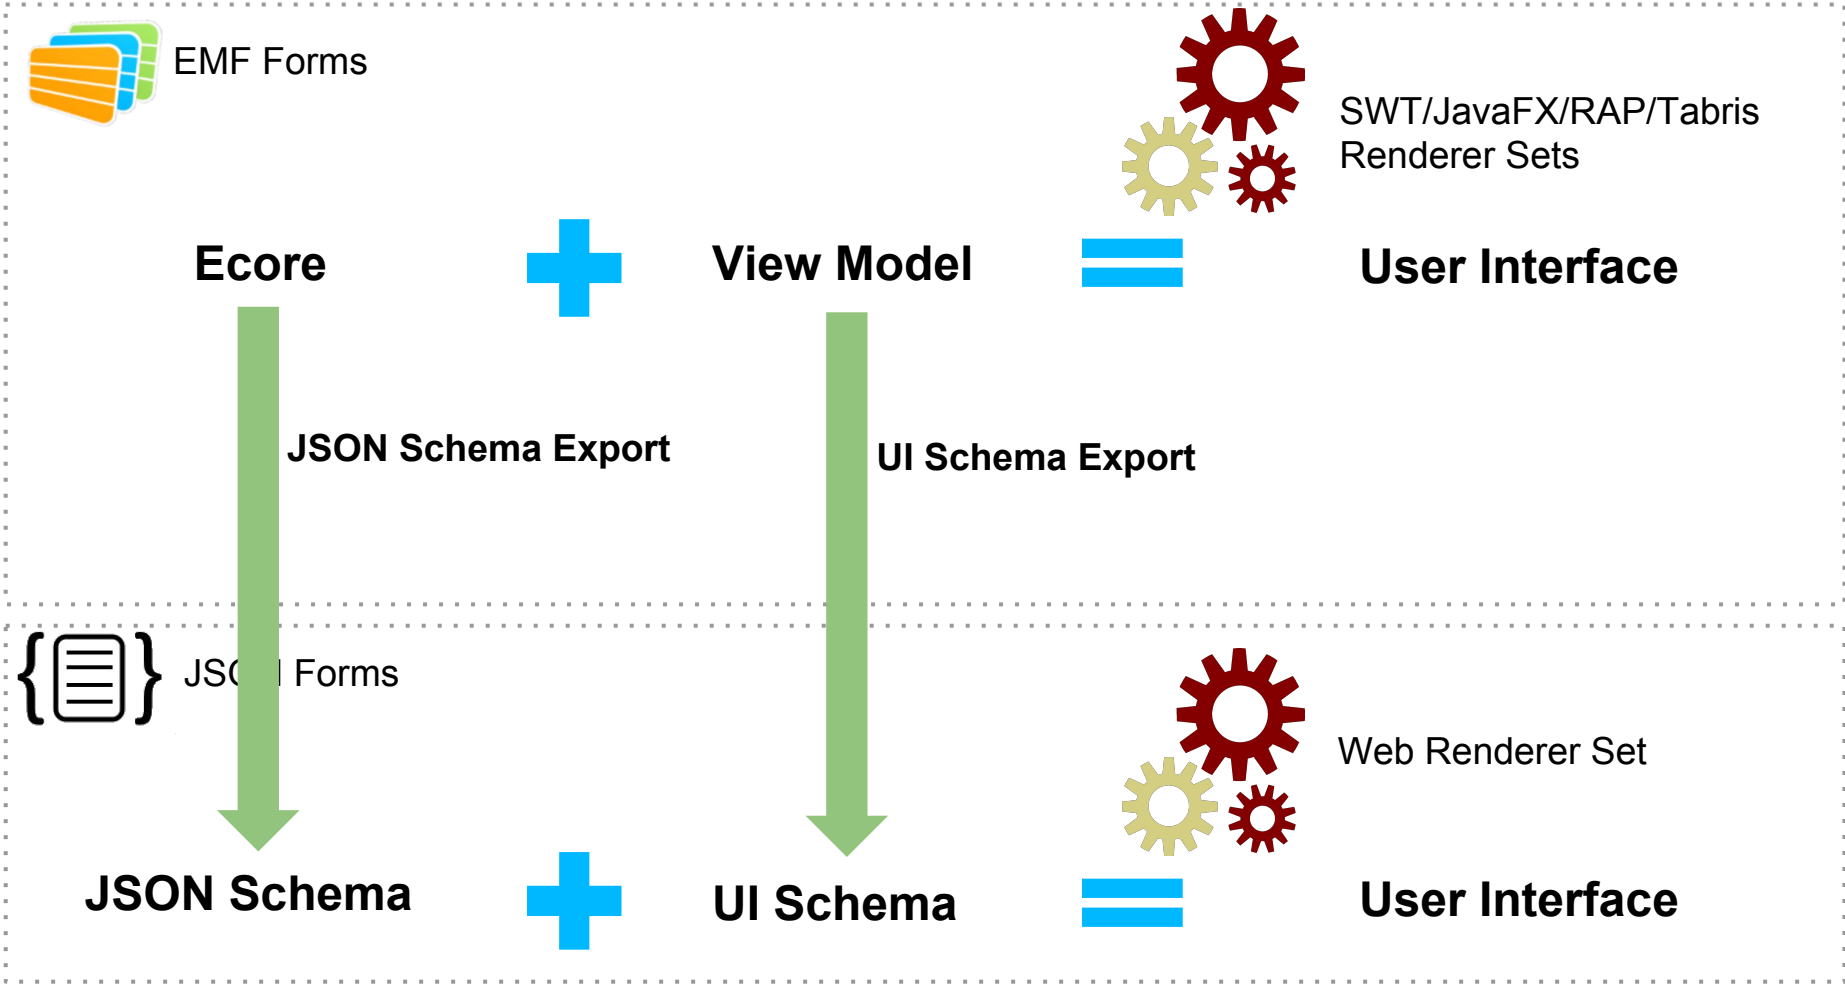 EMF Forms
SWT/JavaFX/RAP/Tabris
Renderer Sets
Ecore
View Model
User Interface
JSON Schema Export
UI Schema Export
JSON Forms
Web Renderer Set
JSON Schema
UI Schema
User Interface